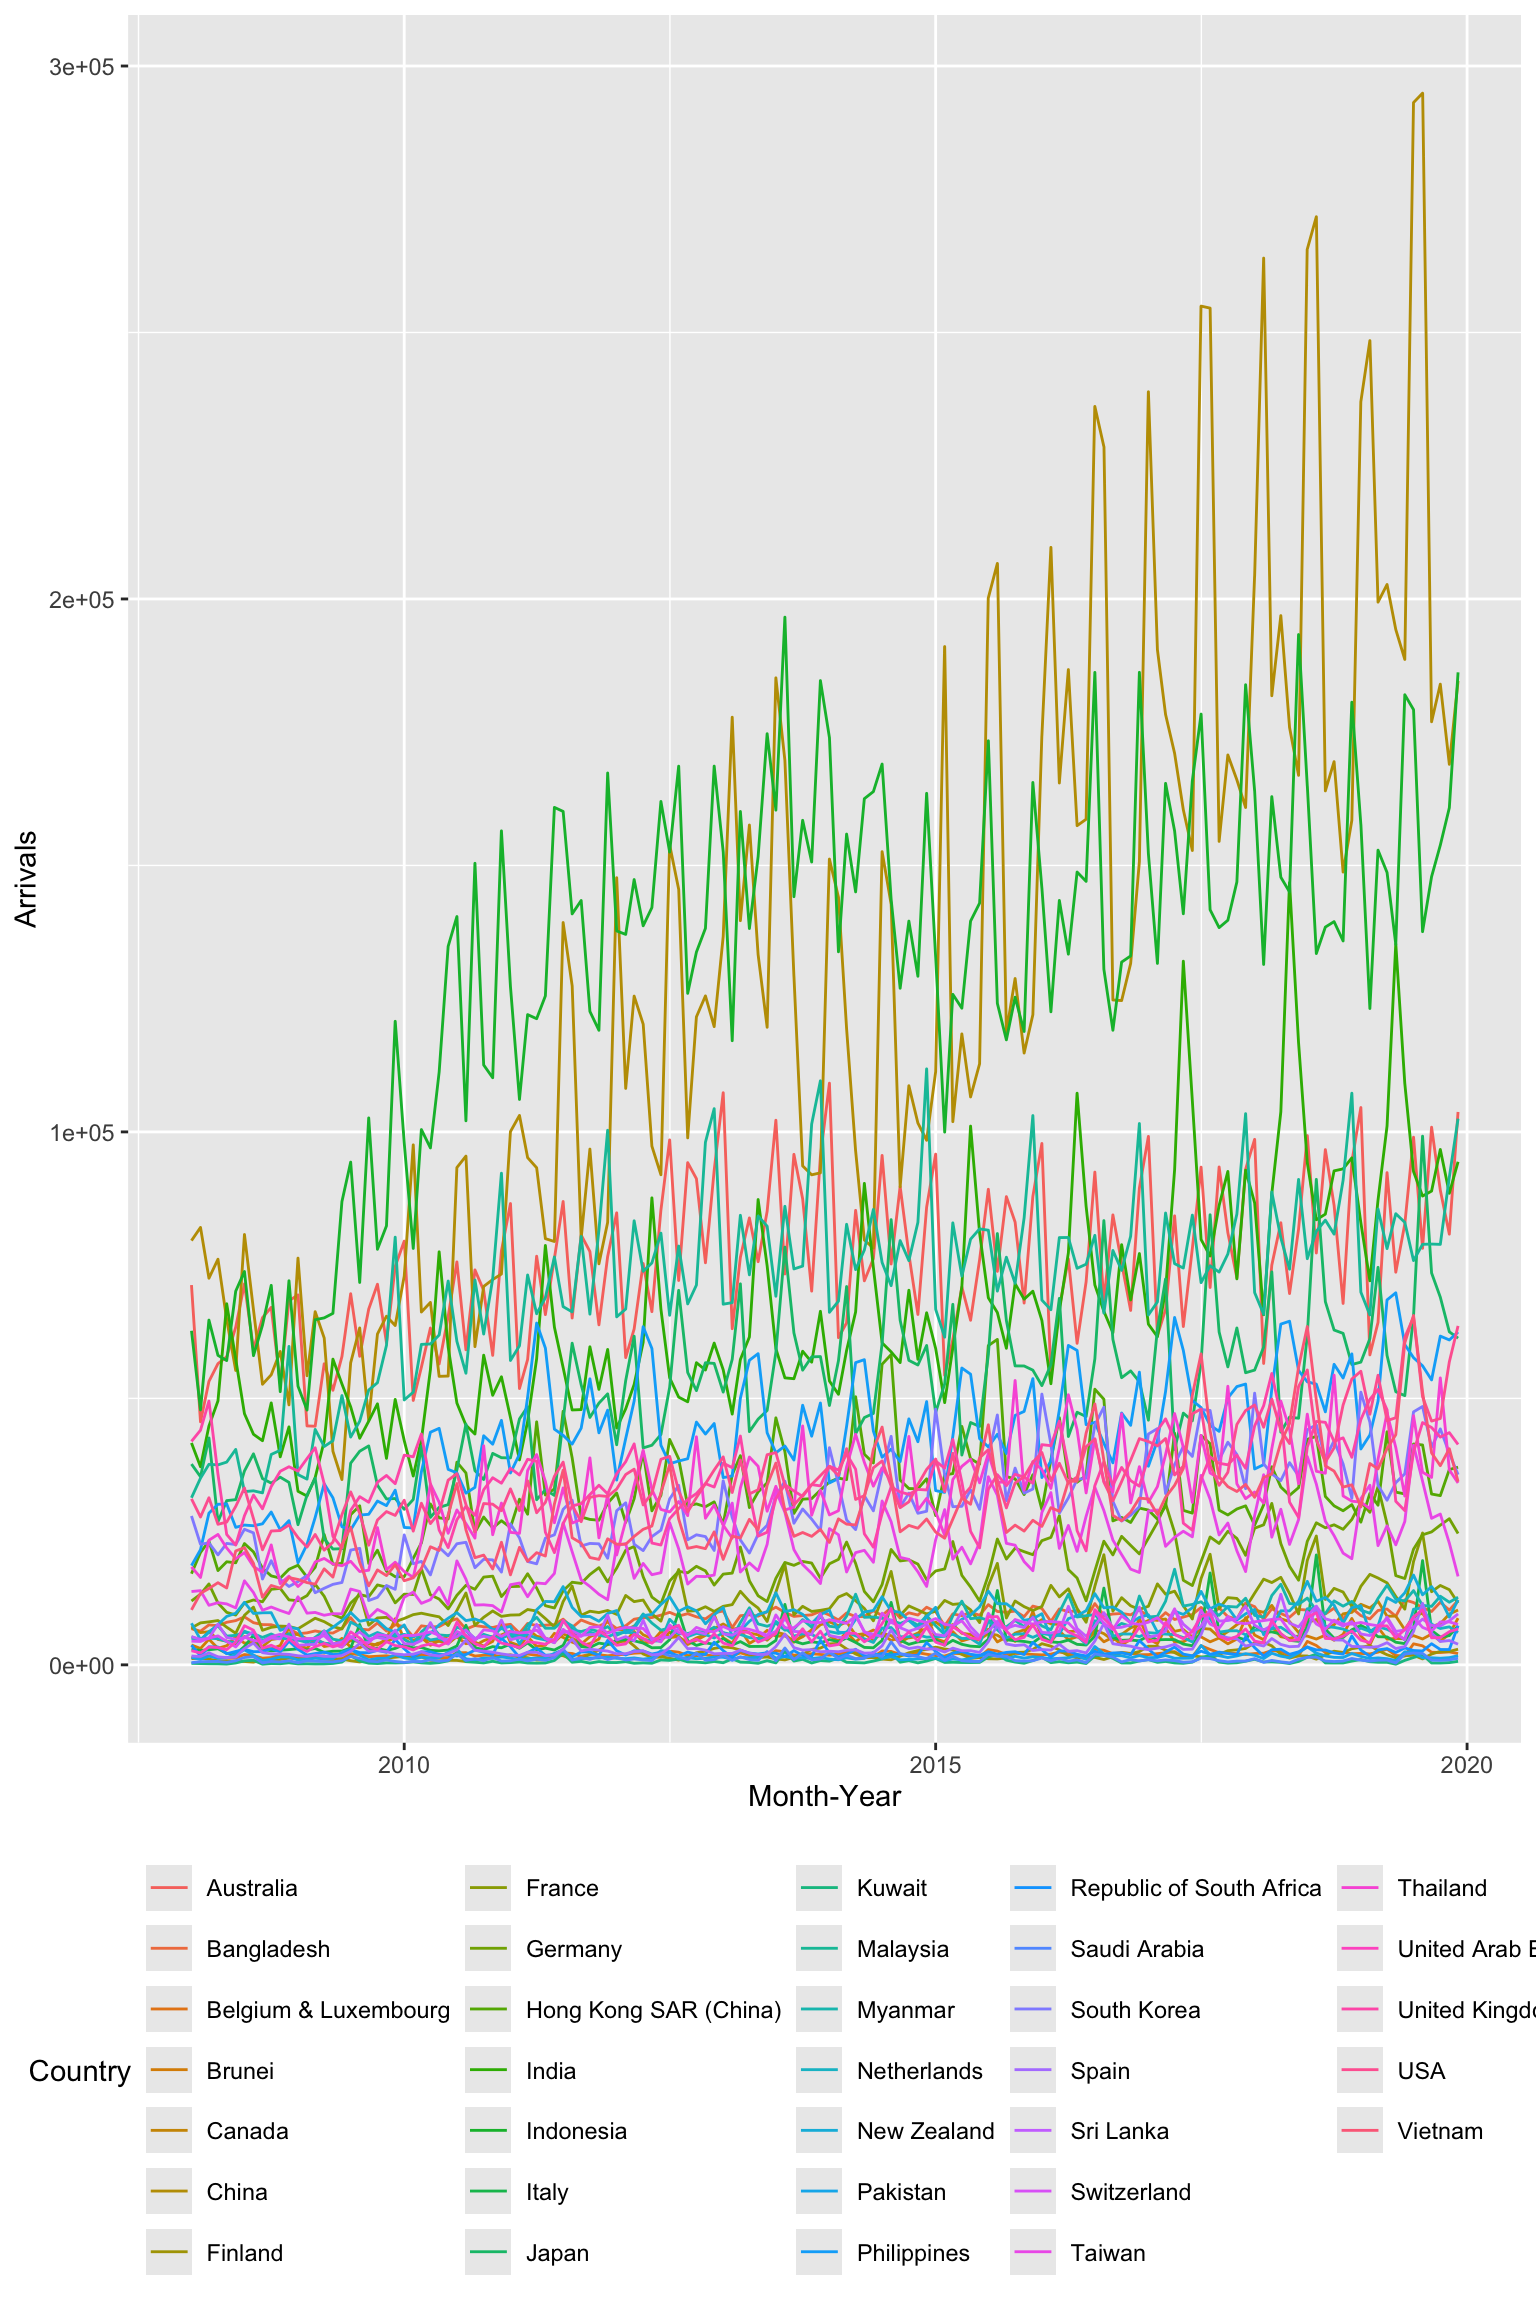 3e+05
2e+05
1e+05
0e+00
Arrivals
2010 2015 2020
Month-Year
Country
Australia
Bangladesh
Belgium & Luxembourg
Brunei
Canada
China
Finland
France
Germany
Hong Kong SAR (China)
India
Indonesia
Italy
Japan
Kuwait
Malaysia
Myanmar
Netherlands
New Zealand
Pakistan
Philippines
Republic of South Africa
Saudi Arabia
South Korea
Spain
Sri Lanka
Switzerland
Taiwan
Thailand
United Arab
United
USA
Vietnam